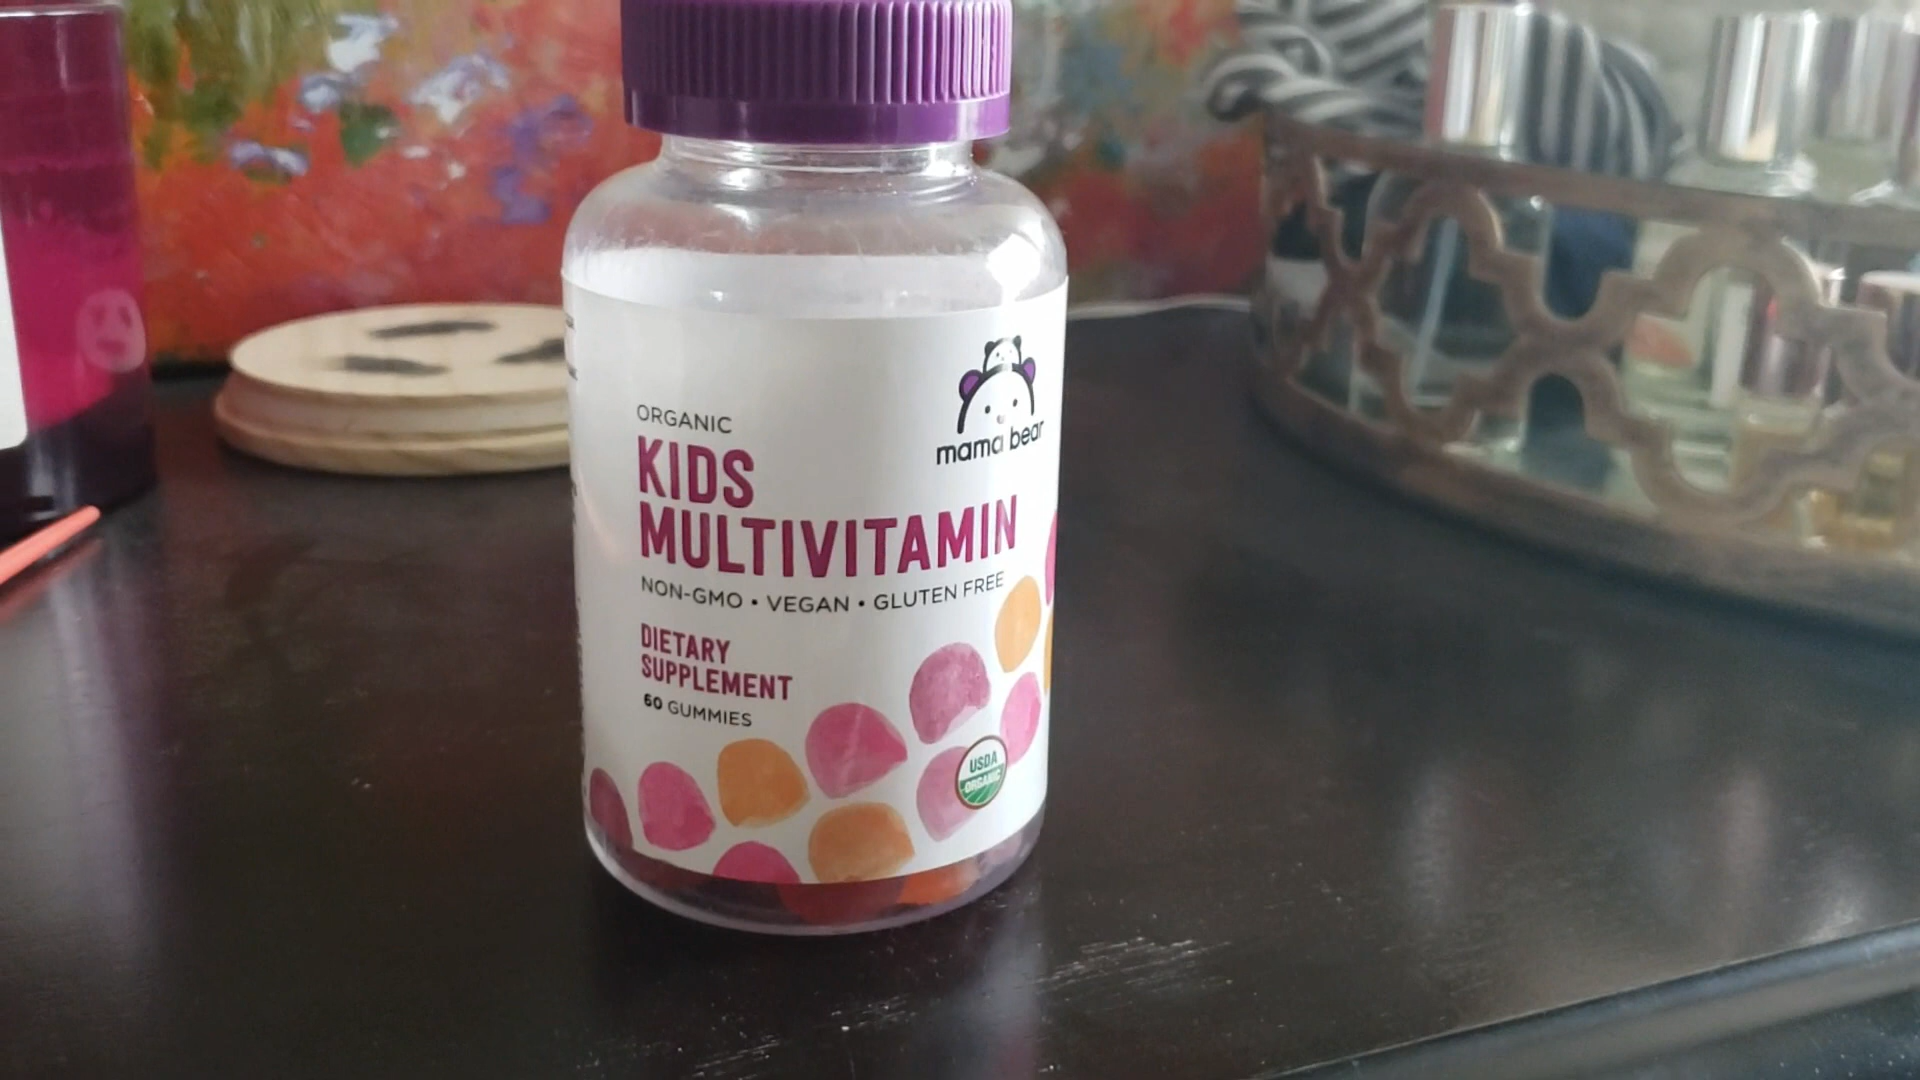 mama bear
ORGANIC
KIDS
MULTIVITAMIN
NON-GMO • VEGAN • GLUTEN FREE
DIETARY
SUPPLEMENT
60 GUMMIES
USDA
ORGANIC